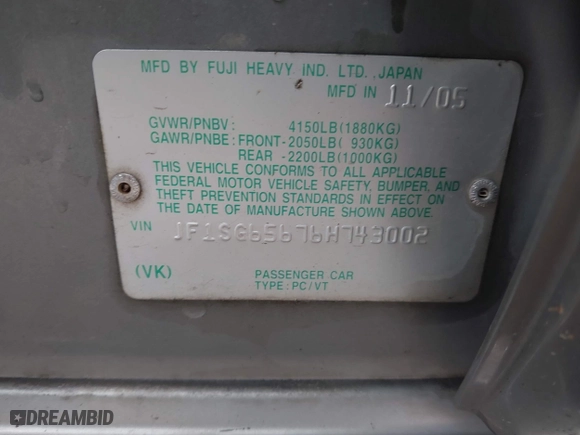 MFD BY FUJI HEAVY IND. LTD., JAPAN
MFD IN 11/05
GVWR/PNBV: 4150LB(1880KG)
GAWR/PNBE: FRONT-2050LB( 930KG)
REAR -2200LB(1000KG)
THIS VEHICLE CONFORMS TO ALL APPLICABLE
FEDERAL MOTOR VEHICLE SAFETY, BUMPER, AND
THEFT PREVENTION STANDARDS IN EFFECT ON
THE DATE OF MANUFACTURE SHOWN ABOVE.
VIN JF1SG65676H743002
(VK) PASSENGER CAR
TYPE: PC/VT
DREAMBID